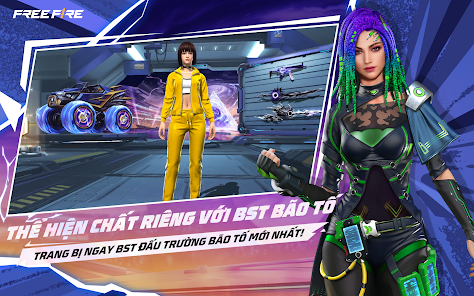 FREE FIRE
THỂ HIỆN CHẤT RIÊNG VỚI BST BÃO TỐ
TRANG BỊ NGAY BST ĐẤU TRƯỜNG BÃO TỐ MỚI NHẤT!